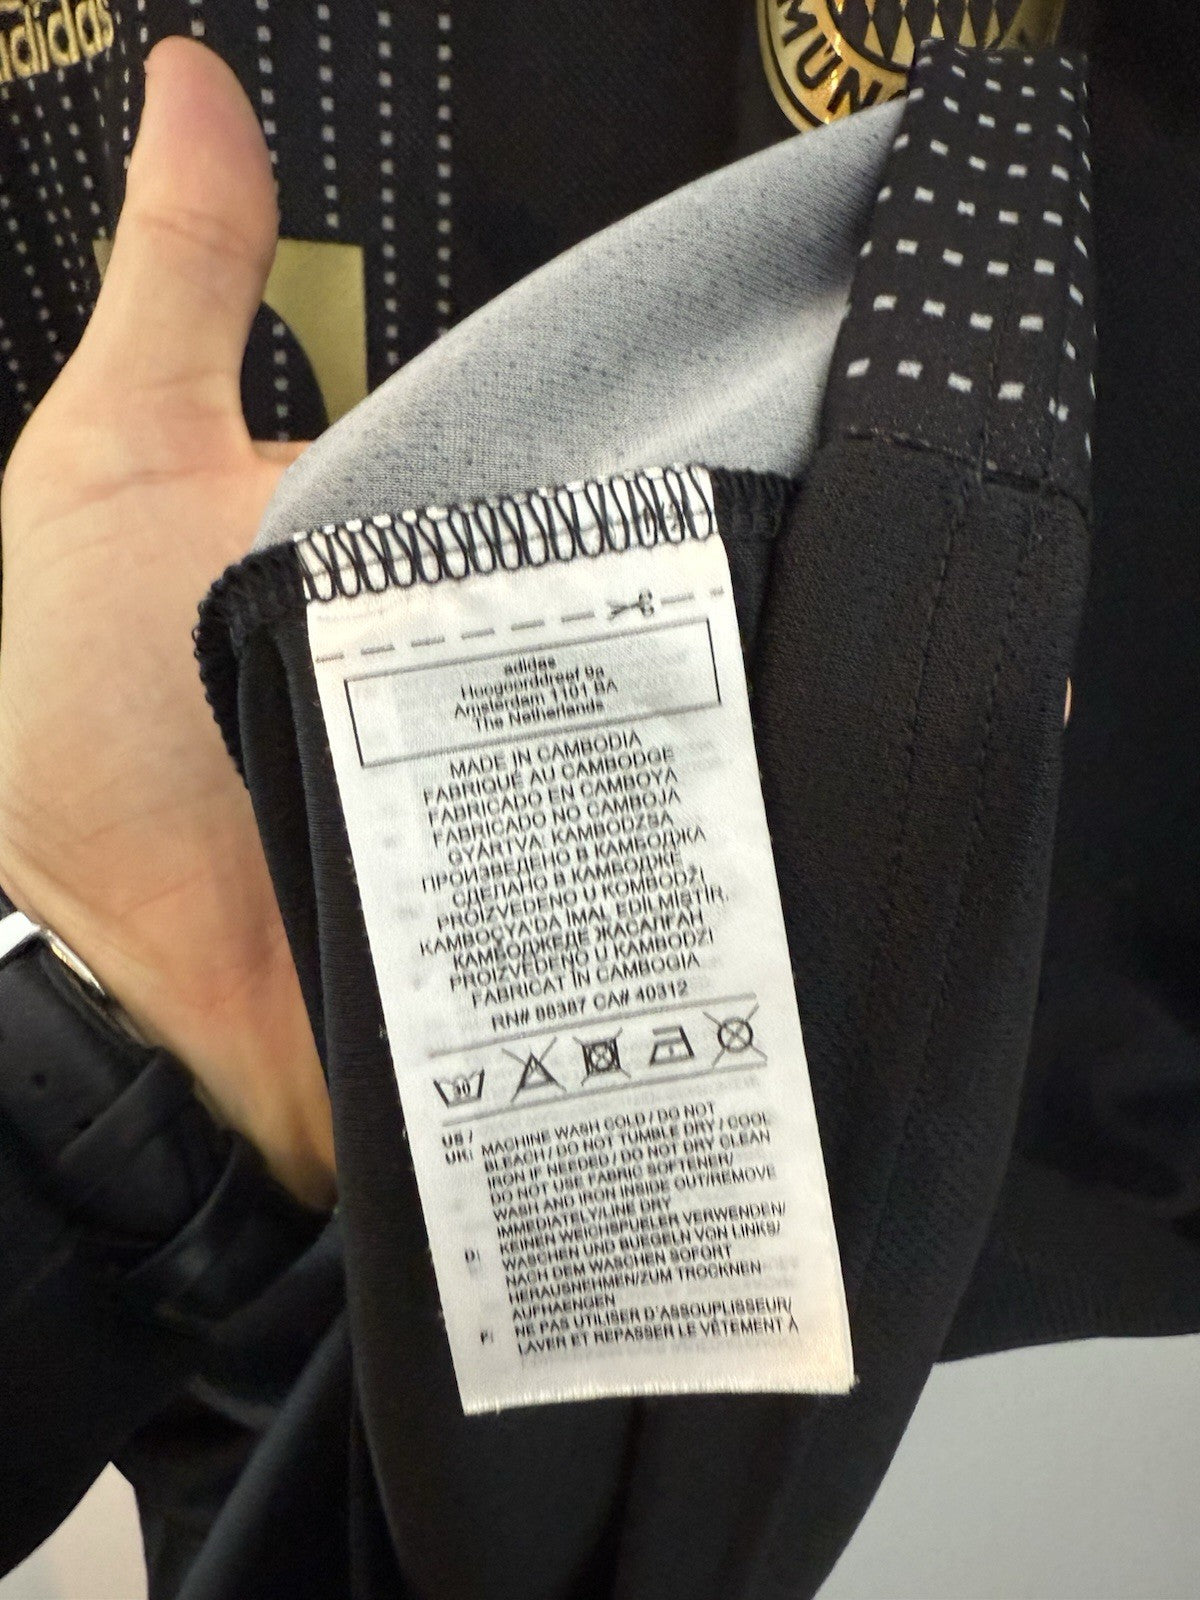 adidas
MÜN
adidas
Hoogoorddreef 9a
Amsterdam 1101 BA
The Netherlands
MADE IN CAMBODIA
FABRIQUÉ AU CAMBODGE
FABRICADO EN CAMBOYA
FABRICADO NO CAMBOJA
GYÁRTVA: KAMBODZSA
ПРОИЗВЕДЕНО В КАМБОДЖА
СДЕЛАНО В КАМБОДЖЕ
PROIZVEDENO U KOMBODŽI
KAMBOÇYA'DA İMAL EDİLMİŞTİR.
КАМБОДЖЕДЕ ЖАСАЛҒАН
PROIZVEDENO U KAMBODŽI
FABRICAT ÎN CAMBOGIA
RN# 88387 CA# 40312
30
US /
UK: MACHINE WASH COLD / DO NOT
BLEACH / DO NOT TUMBLE DRY / COOL
IRON IF NEEDED / DO NOT DRY CLEAN
DO NOT USE FABRIC SOFTENER/
WASH AND IRON INSIDE OUT/REMOVE
IMMEDIATELY/LINE DRY
D: KEINEN WEICHSPUELER VERWENDEN/
WASCHEN UND BUEGELN VON LINKS/
NACH DEM WASCHEN SOFORT
HERAUSNEHMEN/ZUM TROCKNEN
AUFHAENGEN
F: NE PAS UTILISER D'ASSOUPLISSEUR/
LAVER ET REPASSER LE VÊTEMENT À